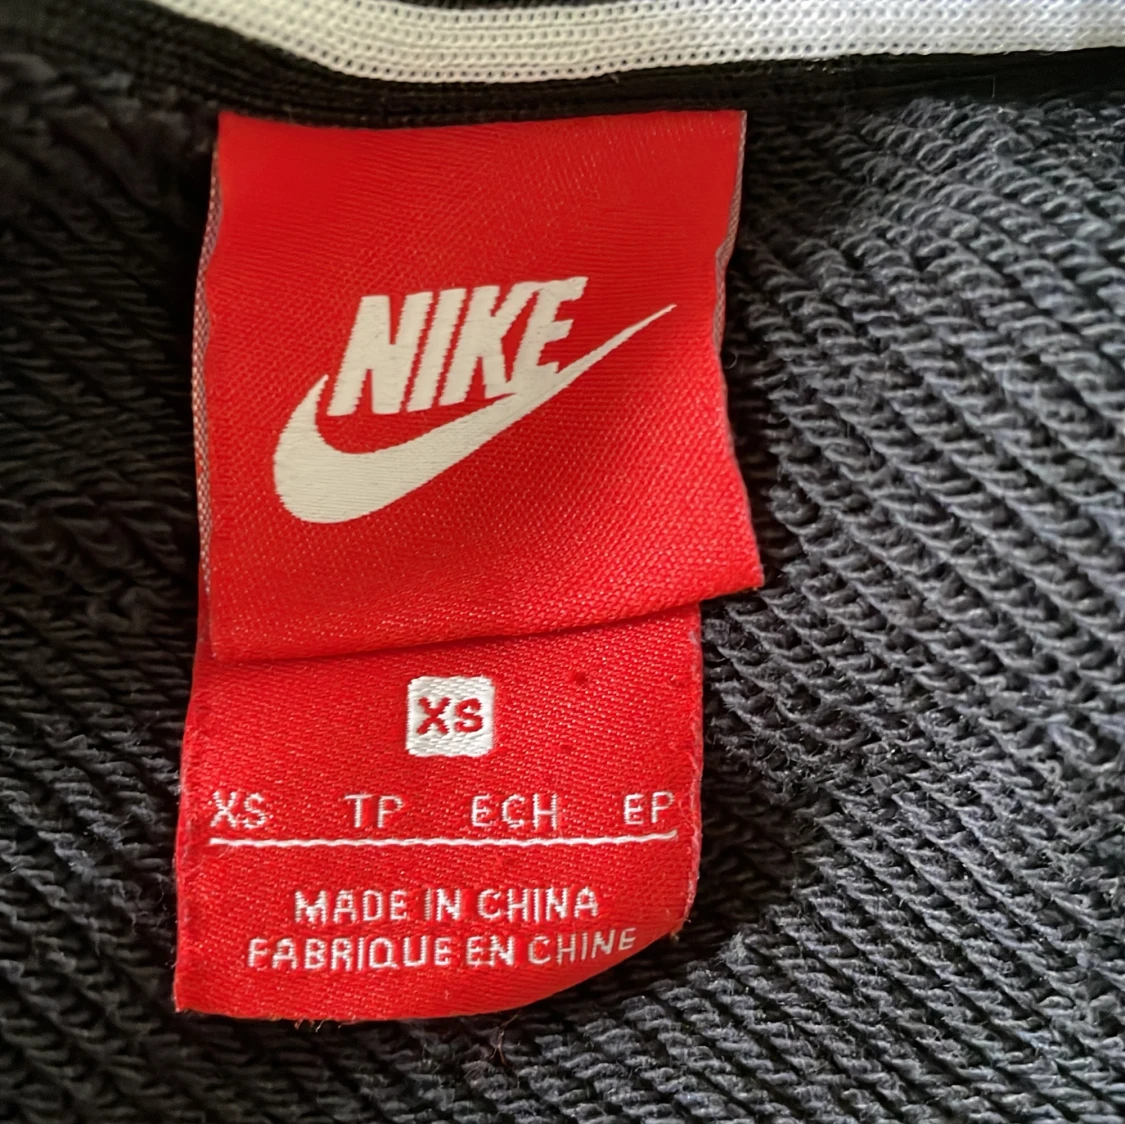 NIKE
XS
XS TP ECH EP
MADE IN CHINA
FABRIQUE EN CHINE